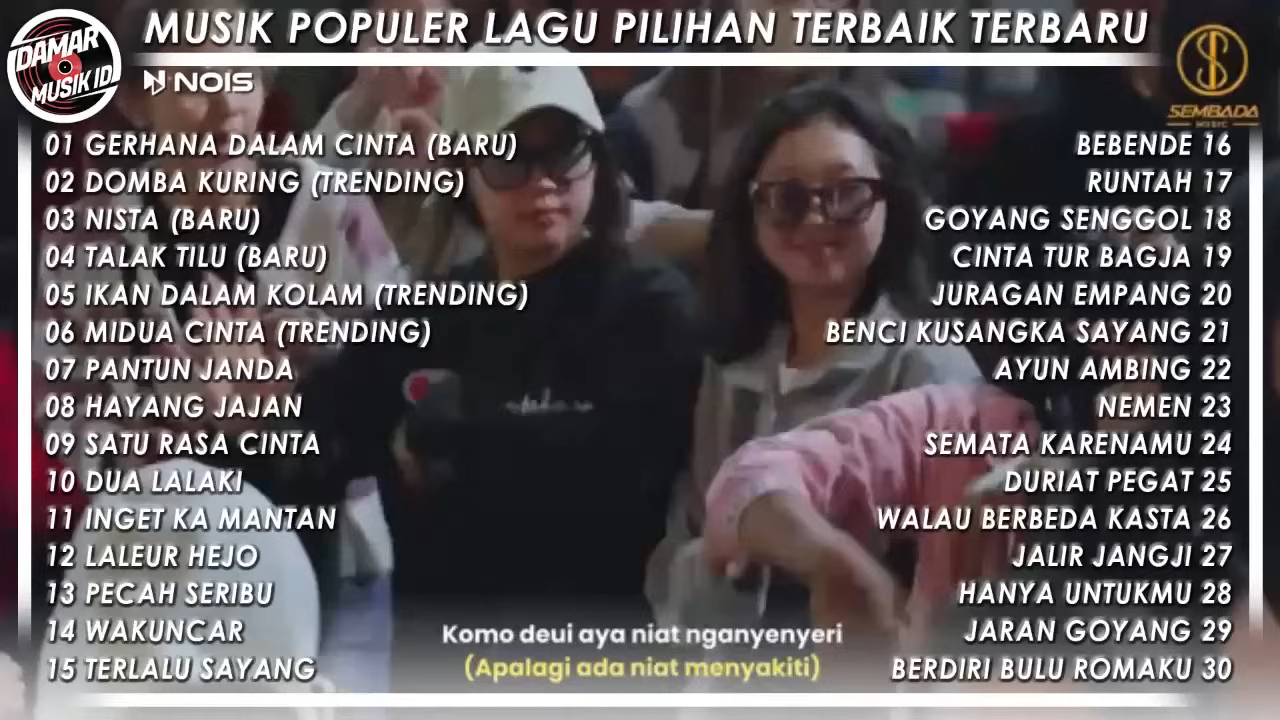 DAMAR
MUSIK ID
MUSIK POPULER LAGU PILIHAN TERBAIK TERBARU
NOIS
SEMBADA
MUSIC
01 GERHANA DALAM CINTA (BARU)
02 DOMBA KURING (TRENDING)
03 NISTA (BARU)
04 TALAK TILU (BARU)
05 IKAN DALAM KOLAM (TRENDING)
06 MIDUA CINTA (TRENDING)
07 PANTUN JANDA
08 HAYANG JAJAN
09 SATU RASA CINTA
10 DUA LALAKI
11 INGET KA MANTAN
12 LALEUR HEJO
13 PECAH SERIBU
14 WAKUNCAR
15 TERLALU SAYANG
BEBENDE 16
RUNTAH 17
GOYANG SENGGOL 18
CINTA TUR BAGJA 19
JURAGAN EMPANG 20
BENCI KUSANGKA SAYANG 21
AYUN AMBING 22
NEMEN 23
SEMATA KARENAMU 24
DURIAT PEGAT 25
WALAU BERBEDA KASTA 26
JALIR JANGJI 27
HANYA UNTUKMU 28
JARAN GOYANG 29
BERDIRI BULU ROMAKU 30
Komo deui aya niat nganyenyeri
(Apalagi ada niat menyakiti)